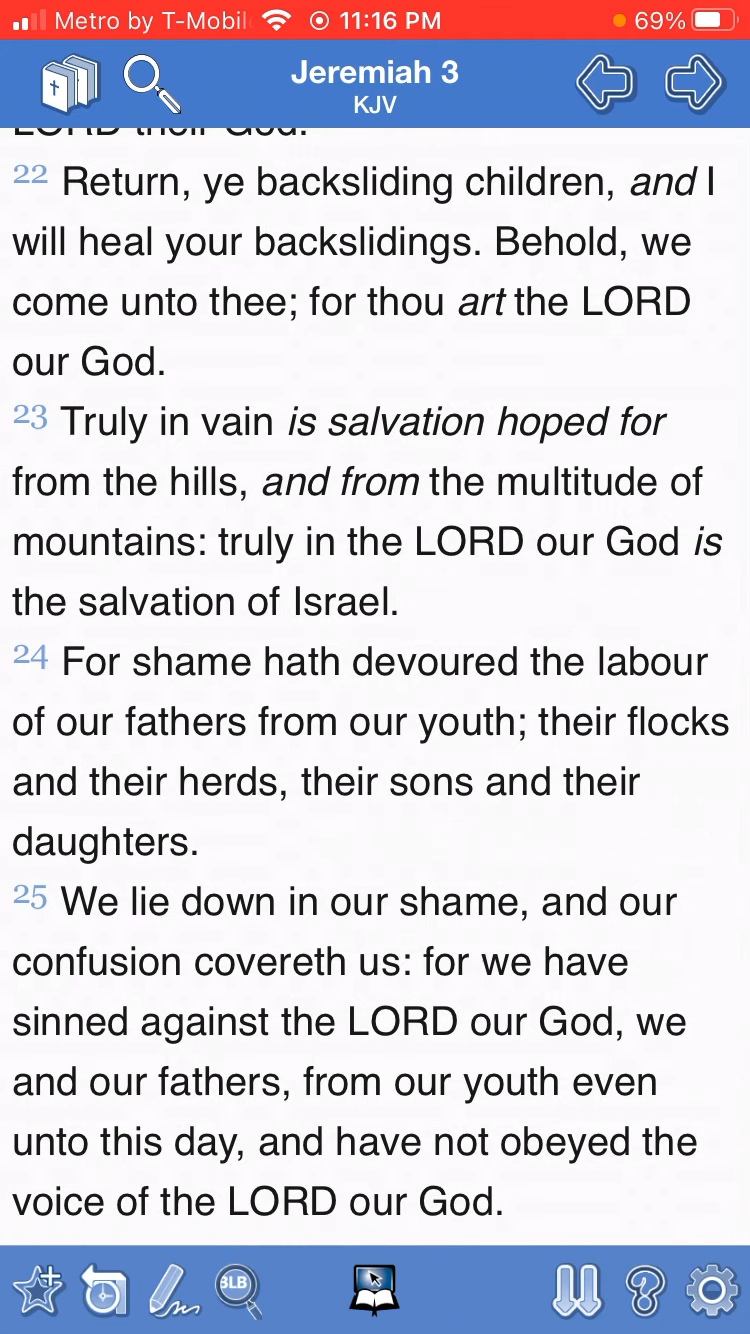 Metro by T-Mobil 11:16 PM 69%
Jeremiah 3
KJV
LORD their God.
22 Return, ye backsliding children, and I
will heal your backslidings. Behold, we
come unto thee; for thou art the LORD
our God.
23 Truly in vain is salvation hoped for
from the hills, and from the multitude of
mountains: truly in the LORD our God is
the salvation of Israel.
24 For shame hath devoured the labour
of our fathers from our youth; their flocks
and their herds, their sons and their
daughters.
25 We lie down in our shame, and our
confusion covereth us: for we have
sinned against the LORD our God, we
and our fathers, from our youth even
unto this day, and have not obeyed the
voice of the LORD our God.
BLB